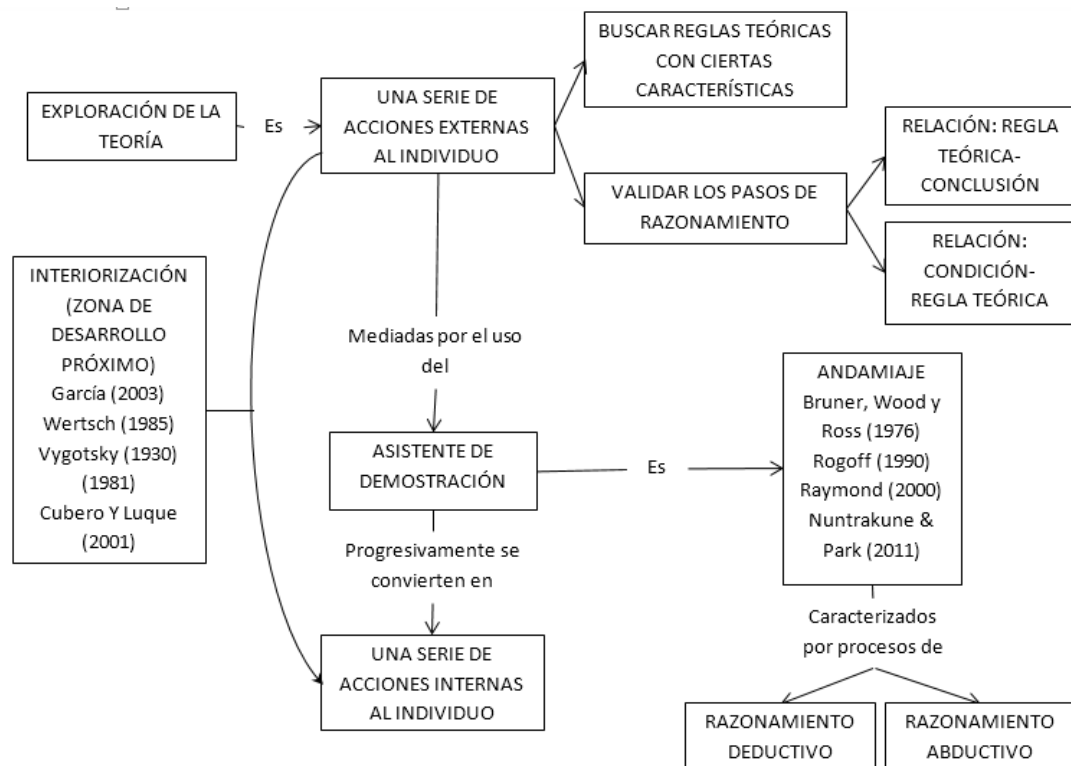 BUSCAR REGLAS TEÓRICAS
CON CIERTAS
CARACTERÍSTICAS
EXPLORACIÓN DE LA
TEORÍA
Es
UNA SERIE DE
ACCIONES EXTERNAS
AL INDIVIDUO
RELACIÓN: REGLA
TEÓRICA-
CONCLUSIÓN
VALIDAR LOS PASOS DE
RAZONAMIENTO
RELACIÓN:
CONDICIÓN-
REGLA TEÓRICA
INTERIORIZACIÓN
(ZONA DE
DESARROLLO
PRÓXIMO)
García (2003)
Wertsch (1985)
Vygotsky (1930)
(1981)
Cubero Y Luque
(2001)
Mediadas por el uso
del
ASISTENTE DE
DEMOSTRACIÓN
Es
ANDAMIAJE
Bruner, Wood y
Ross (1976)
Rogoff (1990)
Raymond (2000)
Nuntrakune &
Park (2011)
Progresivamente se
convierten en
UNA SERIE DE
ACCIONES INTERNAS
AL INDIVIDUO
Caracterizados
por procesos de
RAZONAMIENTO
DEDUCTIVO
RAZONAMIENTO
ABDUCTIVO